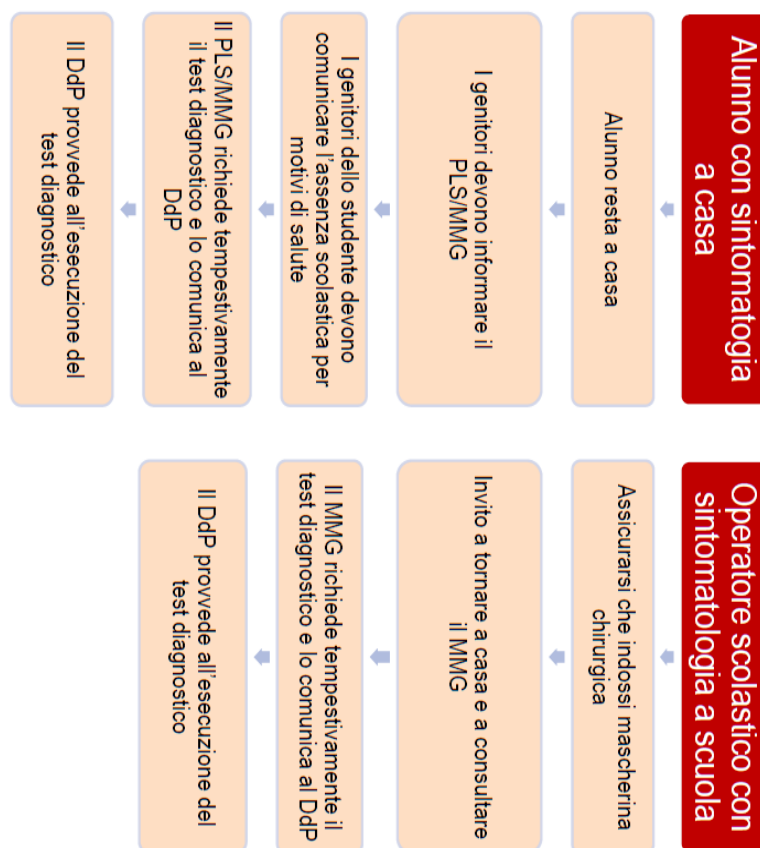 Alunno con sintomatogia
a casa
Alunno resta a casa
I genitori devono informare il
PLS/MMG
I genitori dello studente devono
comunicare l'assenza scolastica per
motivi di salute
Il PLS/MMG richiede tempestivamente
il test diagnostico e lo comunica al
DdP
Il DdP provvede all'esecuzione del
test diagnostico
Operatore scolastico con
sintomatologia a scuola
Assicurarsi che indossi mascherina
chirurgica
Invito a tornare a casa e a consultare
il MMG
Il MMG richiede tempestivamente il
test diagnostico e lo comunica al DdP
Il DdP provvede all'esecuzione del
test diagnostico